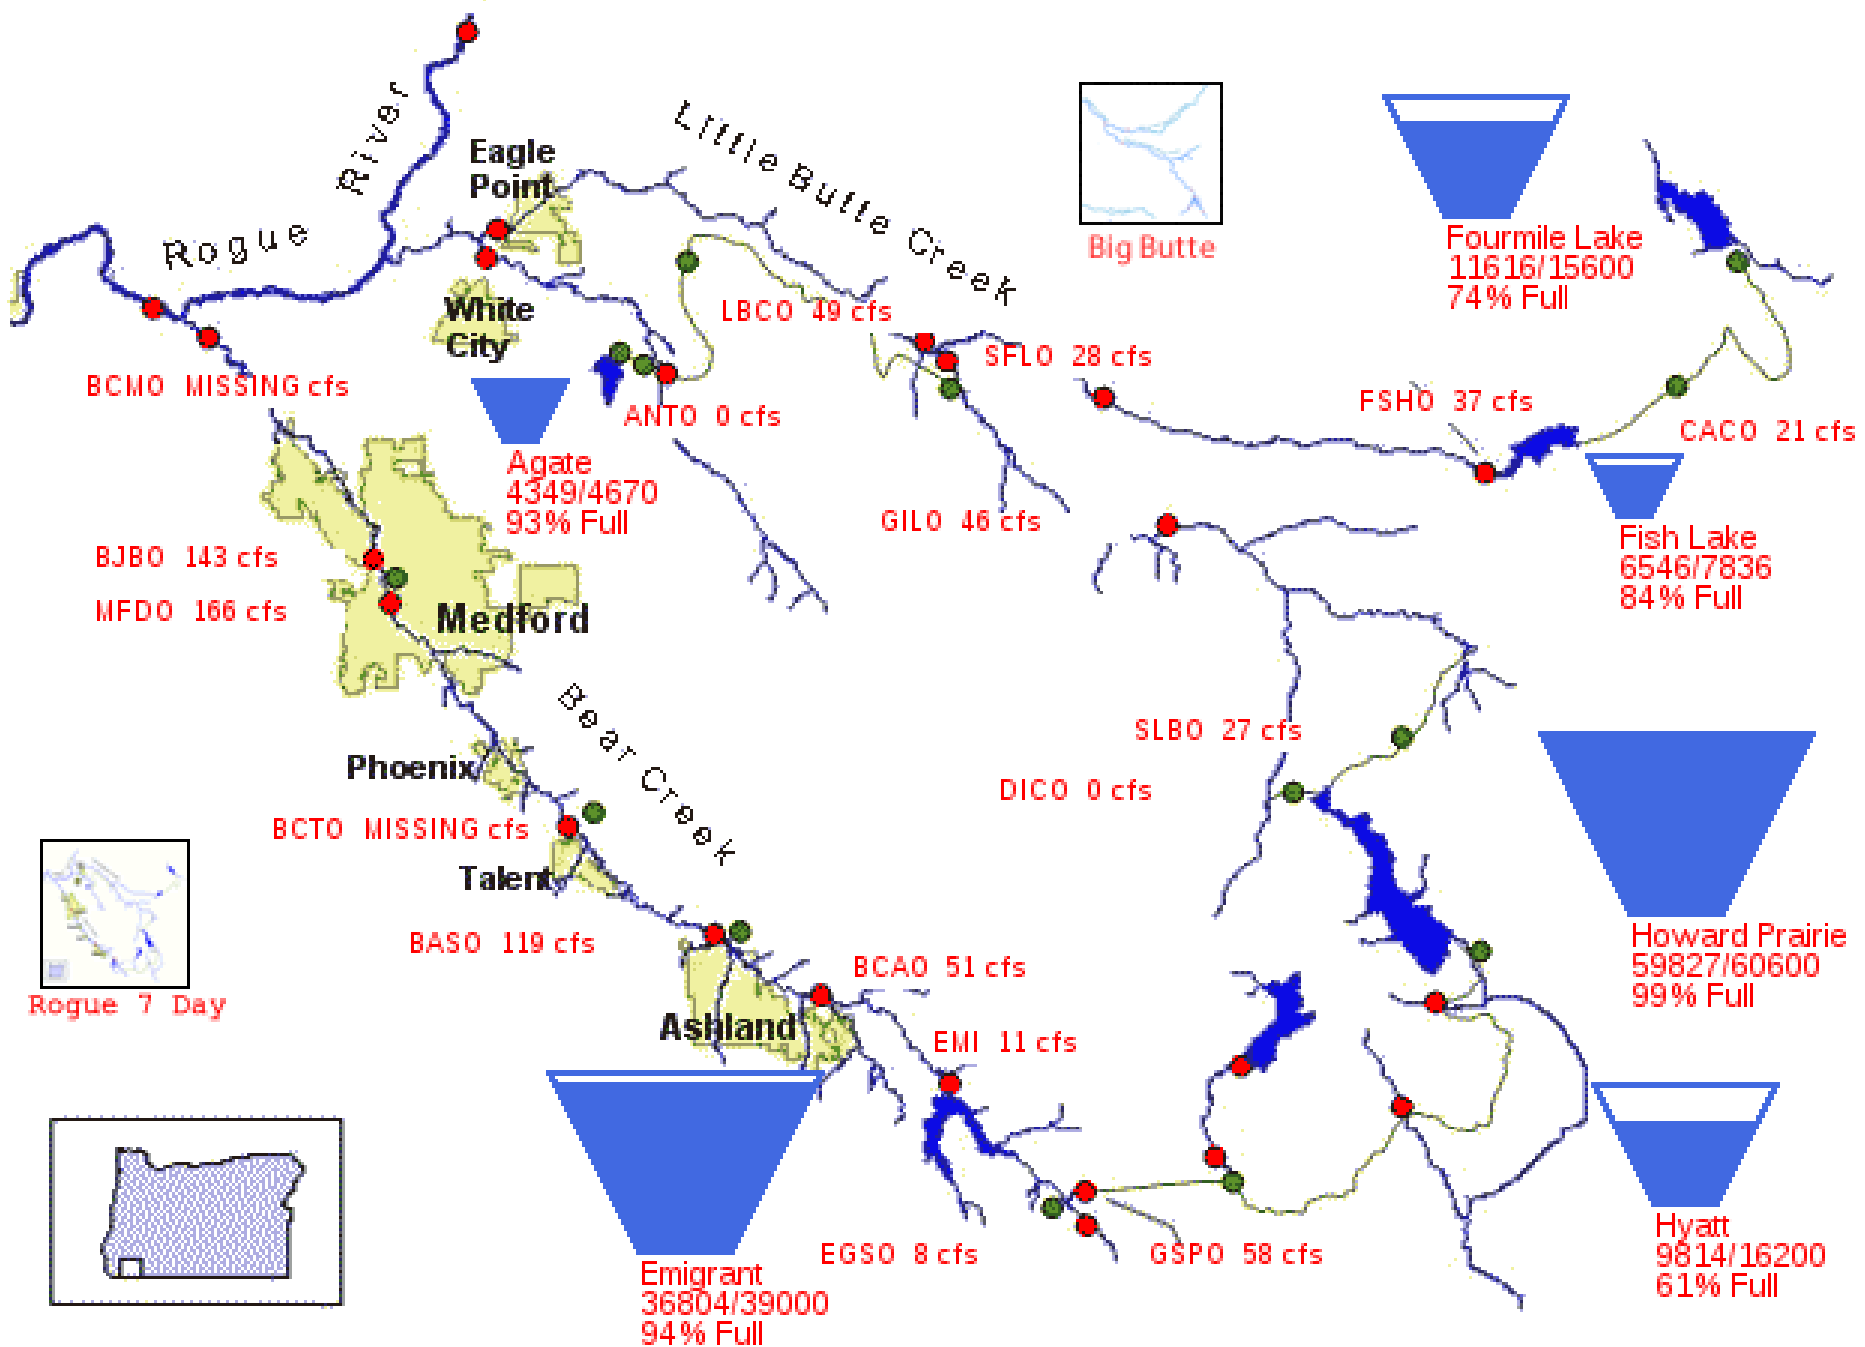 Rogue
River
Eagle
Point
Little Butte Creek
Big Butte
Fourmile Lake
11616/15600
74% Full
White
City
LBCO 49 cfs
SFLO 28 cfs
BCMO MISSING cfs
ANTO 0 cfs
FSHO 37 cfs
CACO 21 cfs
Agate
4349/4670
93% Full
GILO 46 cfs
Fish Lake
6546/7836
84% Full
BJBO 143 cfs
MFDO 166 cfs
Medford
Bear Creek
SLBO 27 cfs
Phoenix
DICO 0 cfs
BCTO MISSING cfs
Talent
Howard Prairie
59827/60600
99% Full
BASO 119 cfs
BCAO 51 cfs
Rogue 7 Day
Ashland
EMI 11 cfs
EGSO 8 cfs
GSPO 58 cfs
Hyatt
9814/16200
61% Full
Emigrant
36804/39000
94% Full